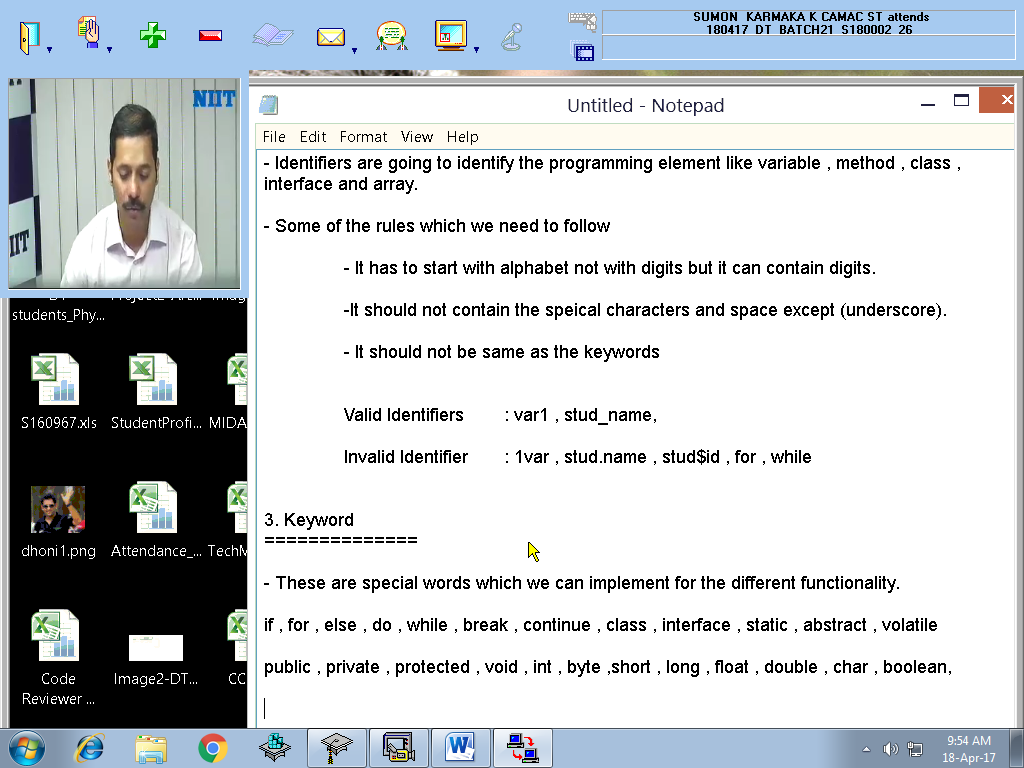 SUMON KARMAKA K CAMAC ST attends
180417_DT_BATCH21_S180002_26
NIIT
IIT
Untitled - Notepad
File Edit Format View Help
- Identifiers are going to identify the programming element like variable , method , class ,
interface and array.
- Some of the rules which we need to follow
- It has to start with alphabet not with digits but it can contain digits.
-It should not contain the speical characters and space except (underscore).
- It should not be same as the keywords
Valid Identifiers : var1 , stud_name,
Invalid Identifier : 1var , stud.name , stud$id , for , while
3. Keyword
==============
- These are special words which we can implement for the different functionality.
if , for , else , do , while , break , continue , class , interface , static , abstract , volatile
public , private , protected , void , int , byte ,short , long , float , double , char , boolean,
students_Phy...
S160967.xls StudentProfi... MIDA
dhoni1.png Attendance_... TechM
Code Image2-DT... CC
Reviewer ...
9:54 AM
18-Apr-17